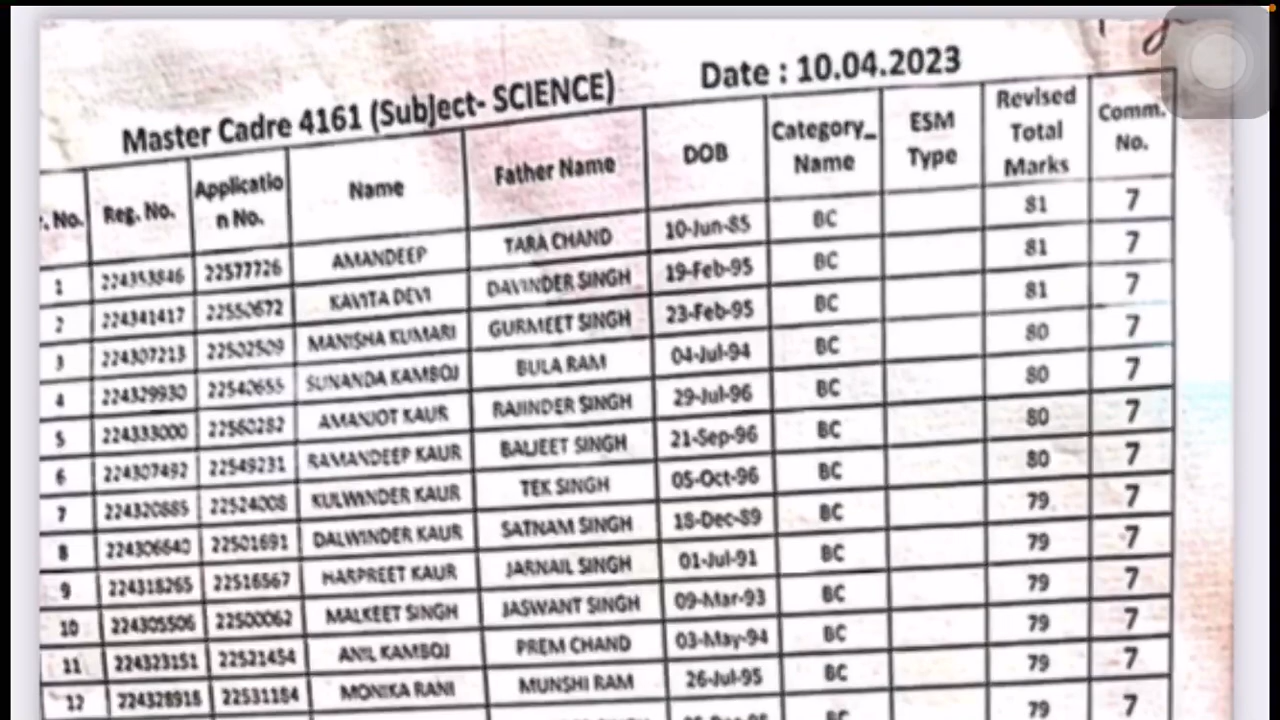 Master Cadre 4161 (Subject- SCIENCE) Date : 10.04.2023
. No. Reg. No. Application No. Name Father Name DOB Category_Name ESM Type Revised Total Marks Comm. No.
1 224353846 22577726 AMANDEEP TARA CHAND 10-Jun-85 BC 81 7
2 224341417 22550672 KAVITA DEVI DAVINDER SINGH 19-Feb-95 BC 81 7
3 224307213 22502509 MANISHA KUMARI GURMEET SINGH 23-Feb-95 BC 81 7
4 224329930 22540655 SUNANDA KAMBOJ BULA RAM 04-Jul-94 BC 80 7
5 224333000 22560282 AMANJOT KAUR RAJINDER SINGH 29-Jul-96 BC 80 7
6 224307492 22549231 RAMANDEEP KAUR BALJEET SINGH 21-Sep-96 BC 80 7
7 224320885 22524008 KULWINDER KAUR TEK SINGH 05-Oct-96 BC 80 7
8 224306640 22501691 DALWINDER KAUR SATNAM SINGH 18-Dec-89 BC 79 7
9 224318265 22516567 HARPREET KAUR JARNAIL SINGH 01-Jul-91 BC 79 7
10 224305506 22500062 MALKEET SINGH JASWANT SINGH 09-Mar-93 BC 79 7
11 224323151 22521454 ANIL KAMBOJ PREM CHAND 03-May-94 BC 79 7
12 224328916 22531184 MONIKA RANI MUNSHI RAM 26-Jul-95 BC 79 7
BC 79 7